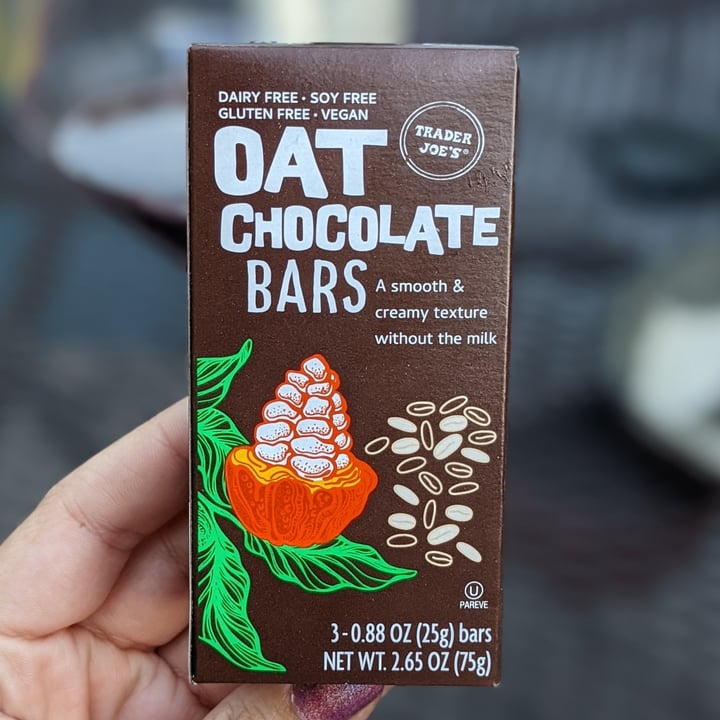 DAIRY FREE • SOY FREE
GLUTEN FREE • VEGAN
TRADER
JOE'S®
OAT
CHOCOLATE
BARS
A smooth &
creamy texture
without the milk
U
PAREVE
3-0.88 OZ (25g) bars
NET WT. 2.65 OZ (75g)